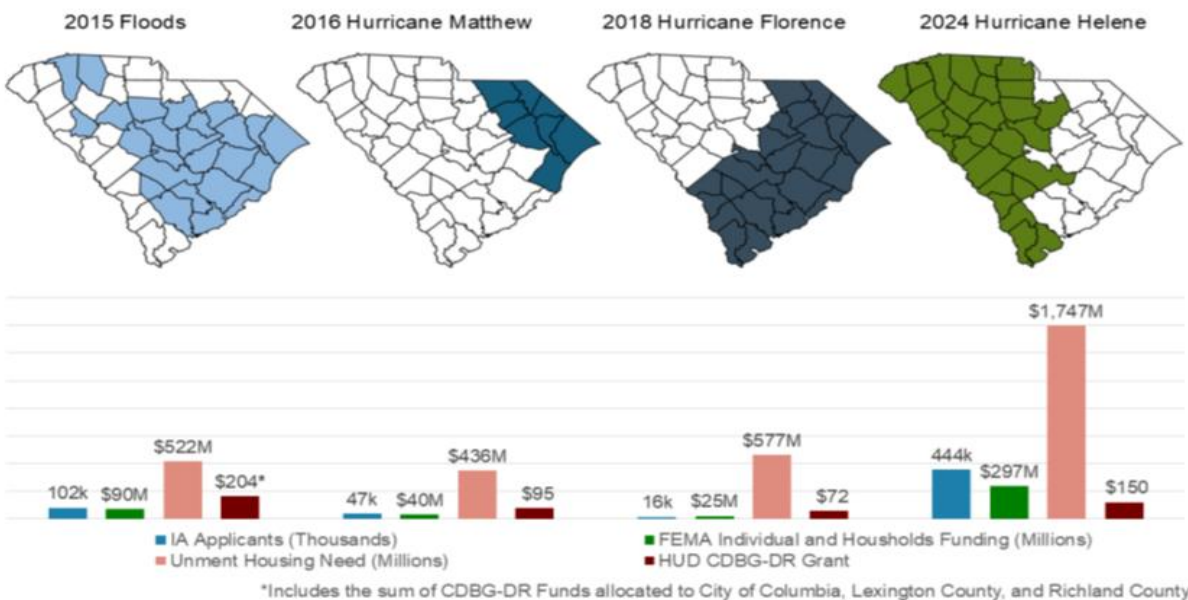 2015 Floods
2016 Hurricane Matthew
2018 Hurricane Florence
2024 Hurricane Helene
$1,747M
$522M
$436M
$577M
444k
$297M
102k
$90M
$204*
47k
$40M
$95
16k
$25M
$72
$150
IA Applicants (Thousands)
FEMA Individual and Housholds Funding (Millions)
Unment Housing Need (Millions)
HUD CDBG-DR Grant
*Includes the sum of CDBG-DR Funds allocated to City of Columbia, Lexington County, and Richland County